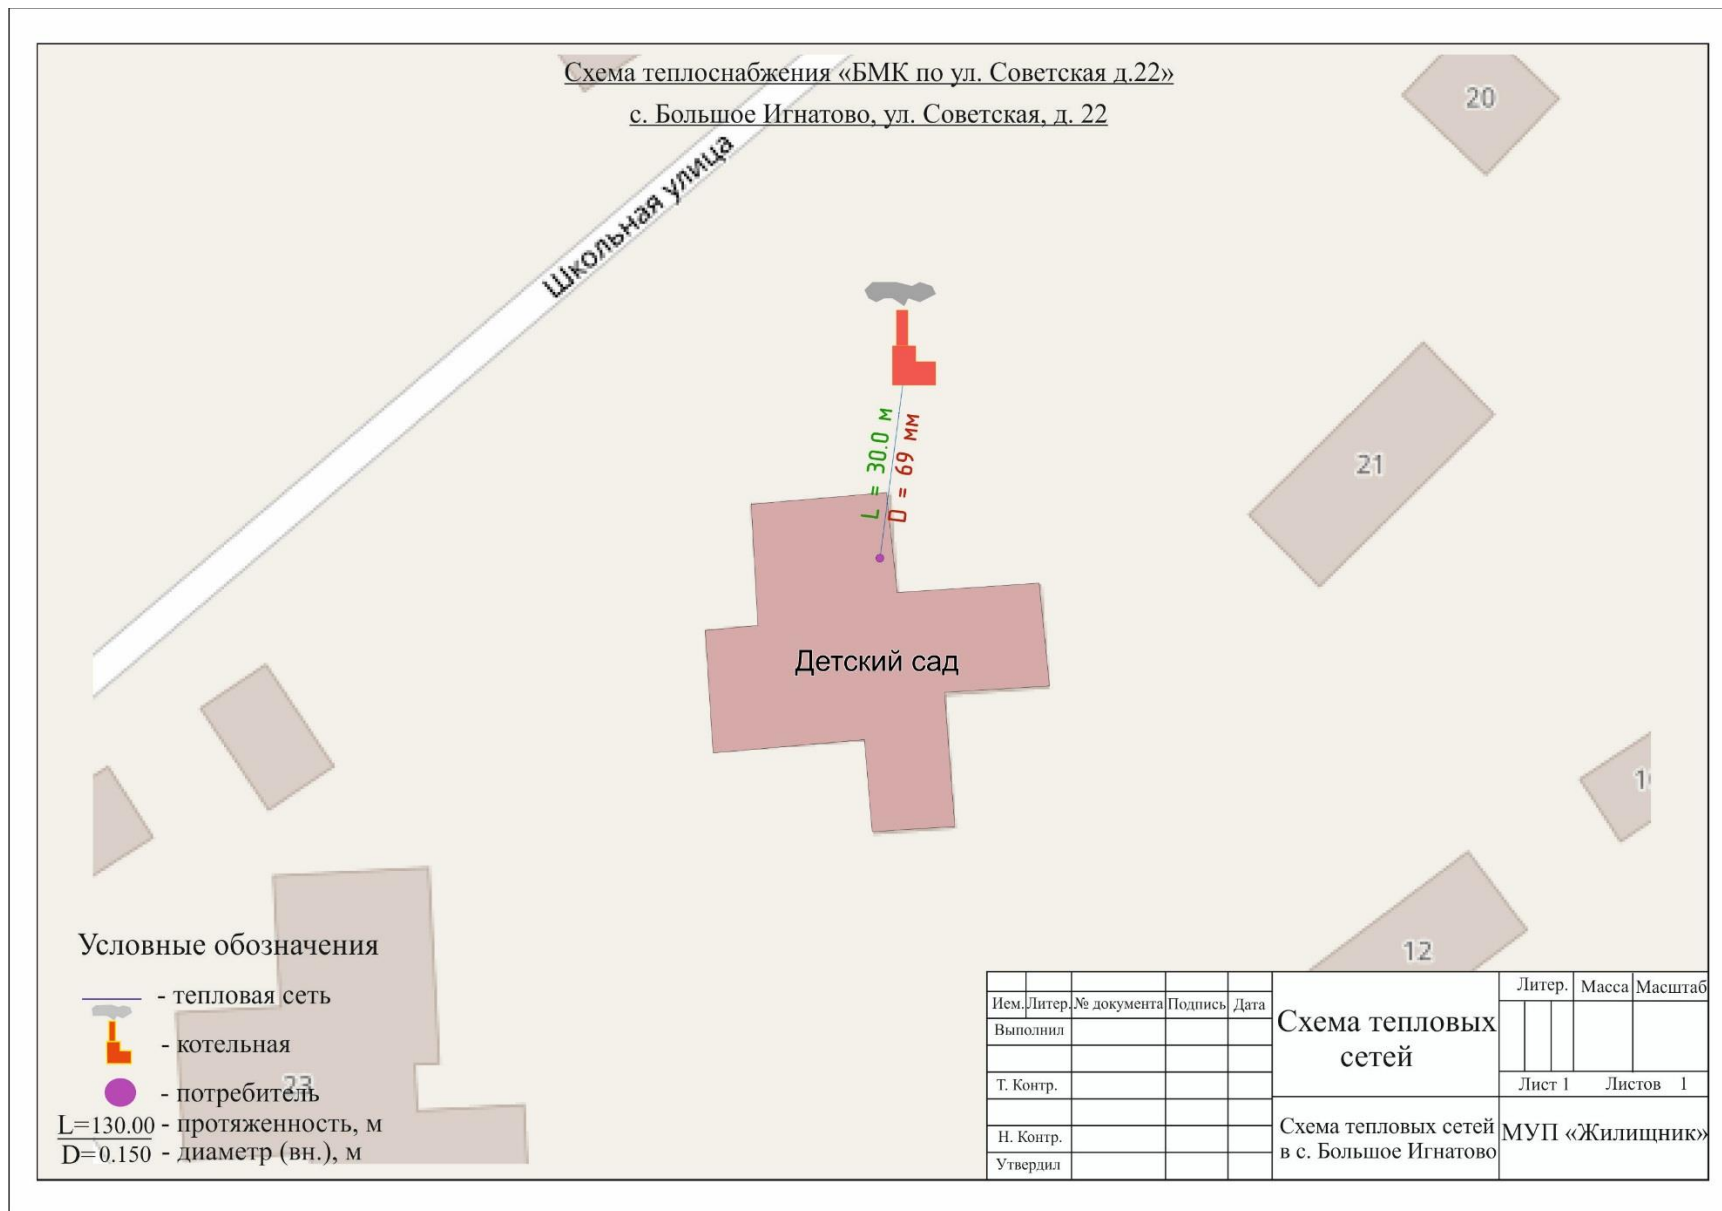 Схема теплоснабжения «БМК по ул. Советская д.22»
с. Большое Игнатово, ул. Советская, д. 22
20
Школьная улица
L = 30.0 м
D = 69 мм
21
Детский сад
12
23
Условные обозначения
- тепловая сеть
- котельная
- потребитель
L=130.00 - протяженность, м
D=0.150 - диаметр (вн.), м
Ием. Литер. № документа Подпись Дата
Выполнил
Т. Контр.
Н. Контр.
Утвердил
Схема тепловых
сетей
Схема тепловых сетей
в с. Большое Игнатово
Литер. Масса Масштаб
Лист 1 Листов 1
МУП «Жилищник»